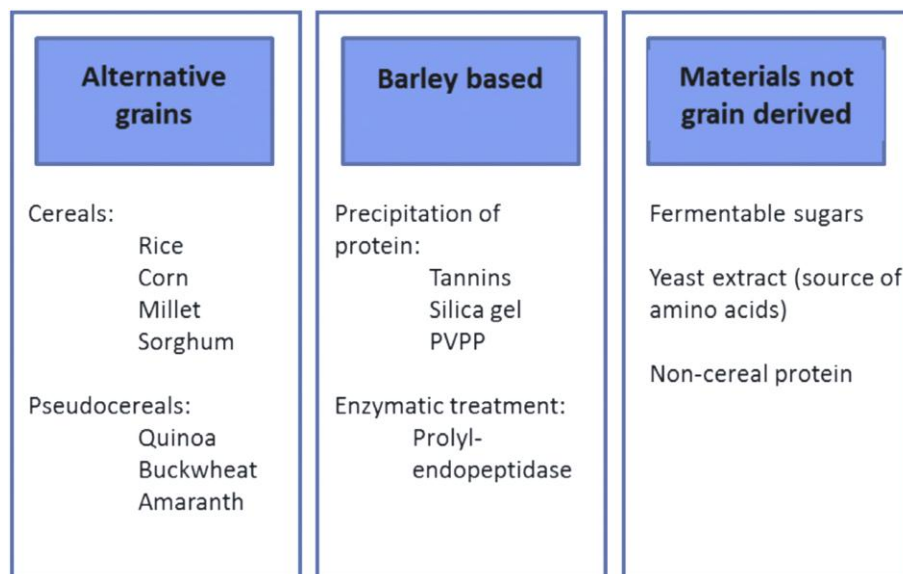 Alternative
grains
Cereals:
Rice
Corn
Millet
Sorghum
Pseudocereals:
Quinoa
Buckwheat
Amaranth
Barley based
Precipitation of
protein:
Tannins
Silica gel
PVPP
Enzymatic treatment:
Prolyl-
endopeptidase
Materials not
grain derived
Fermentable sugars
Yeast extract (source of
amino acids)
Non-cereal protein